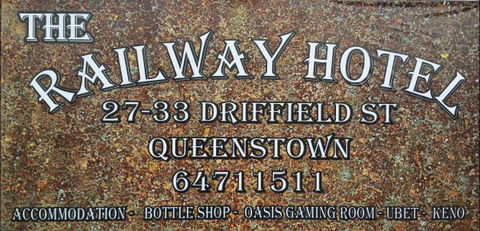 THE
RAILWAY HOTEL
27-33 DRIFFIELD ST
QUEENSTOWN
64711511
ACCOMMODATION - BOTTLE SHOP - OASIS GAMING ROOM - UBET - KENO